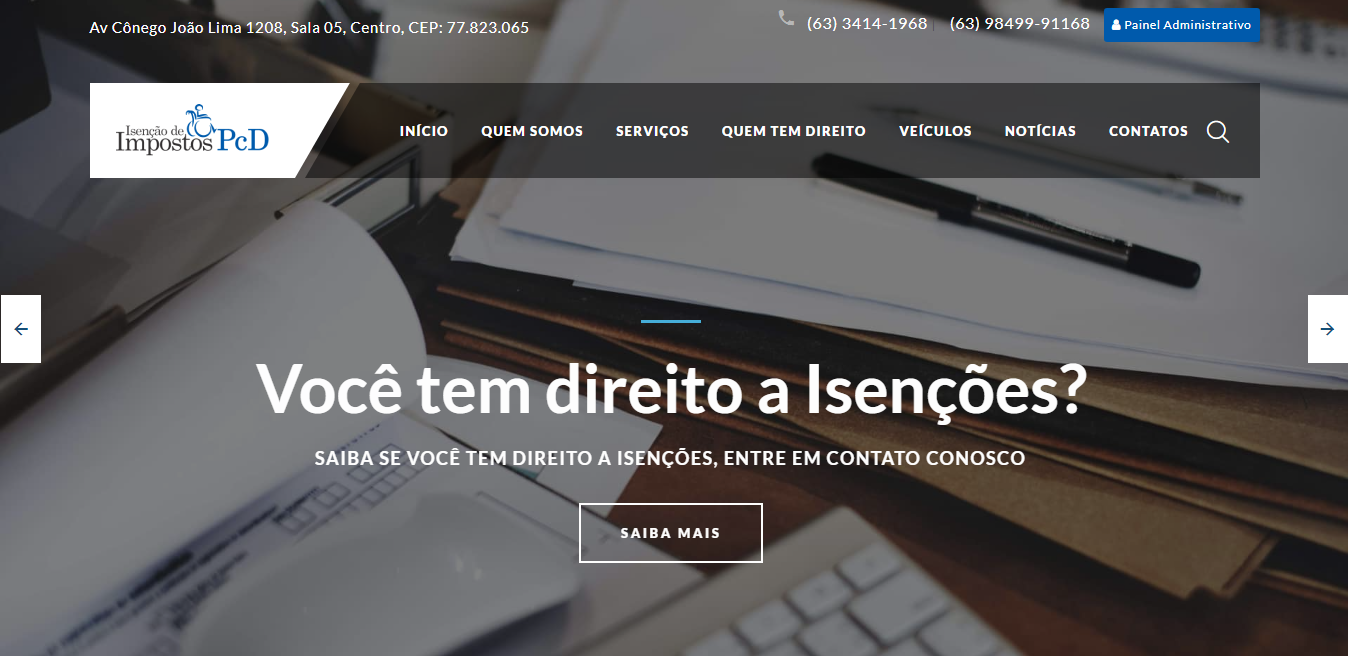 Av Cônego João Lima 1208, Sala 05, Centro, CEP: 77.823.065
(63) 3414-1968 | (63) 98499-91168
Painel Administrativo
Isenção de
Impostos PcD
INÍCIO QUEM SOMOS SERVIÇOS QUEM TEM DIREITO VEÍCULOS NOTÍCIAS CONTATOS
Você tem direito a Isenções?
SAIBA SE VOCÊ TEM DIREITO A ISENÇÕES, ENTRE EM CONTATO CONOSCO
SAIBA MAIS